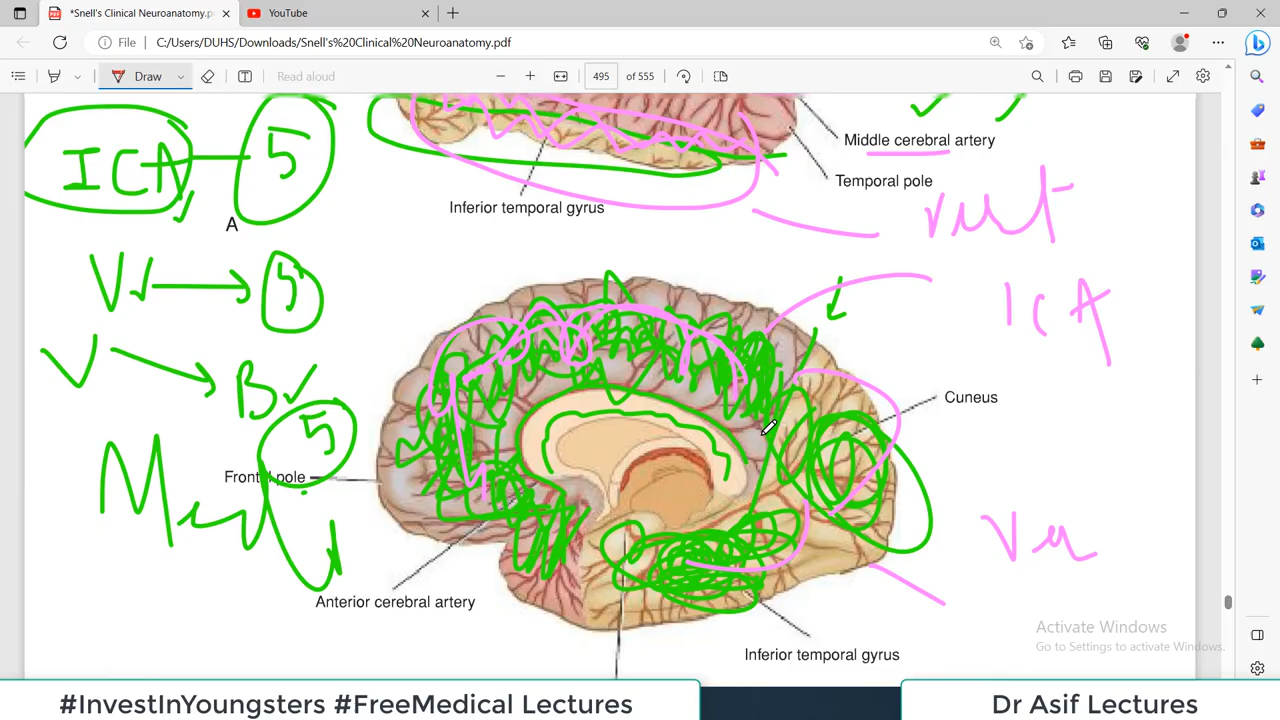 *Snell's Clinical Neuroanatomy.p
YouTube
File
C:/Users/DUHS/Downloads/Snell's%20Clinical%20Neuroanatomy.pdf
Draw
Read aloud
495 of 555
ICA
5
Middle cerebral artery
Temporal pole
Inferior temporal gyrus
A
Vert
V
5
ICA
V
B
5
Cuneus
Frontal pole
Ver
Anterior cerebral artery
Inferior temporal gyrus
Activate Windows
Go to Settings to activate Windows.
#InvestInYoungsters #FreeMedical Lectures
Dr Asif Lectures